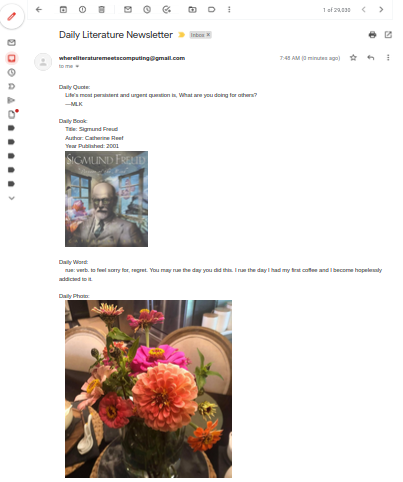 1 of 29,030
Daily Literature Newsletter
Inbox ×
whereliteraturemeetscomputing@gmail.com
7:48 AM (0 minutes ago)
to me
Daily Quote:
Life's most persistent and urgent question is, What are you doing for others?
—MLK
Daily Book:
Title: Sigmund Freud
Author: Catherine Reef
Year Published: 2001
SIGMUND FREUD
Daily Word:
rue: verb. to feel sorry for, regret. You may rue the day you did this. I rue the day I had my first coffee and I become hopelessly
addicted to it.
Daily Photo: